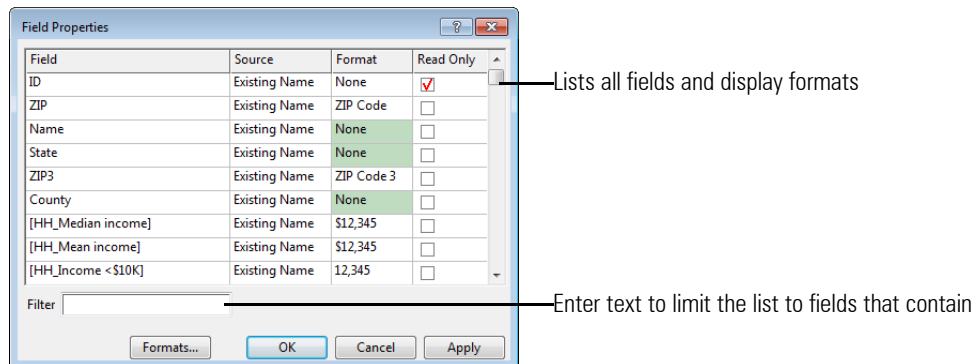 Field Properties
Field Source Format Read Only
ID Existing Name None
ZIP Existing Name ZIP Code
Name Existing Name None
State Existing Name None
ZIP3 Existing Name ZIP Code 3
County Existing Name None
[HH_Median income] Existing Name $12,345
[HH_Mean income] Existing Name $12,345
[HH_Income <$10K] Existing Name 12,345
Lists all fields and display formats
Filter
Enter text to limit the list to fields that contain
Formats... OK Cancel Apply